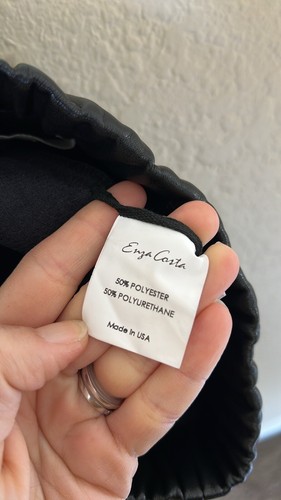 Enza Costa
50% POLYESTER
50% POLYURETHANE
Made In USA